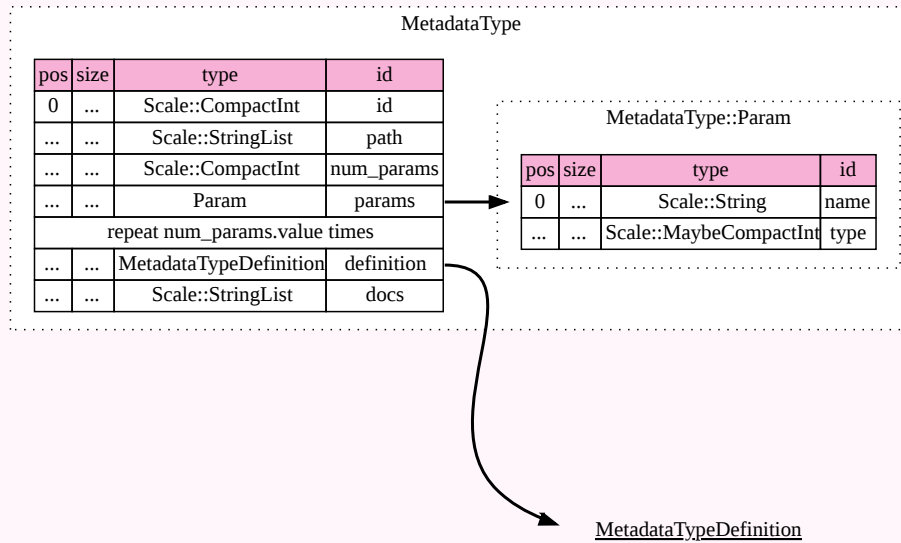 MetadataType
pos size type id
0 ... Scale::CompactInt id
... ... Scale::StringList path
... ... Scale::CompactInt num_params
... ... Param params
repeat num_params.value times
... ... MetadataTypeDefinition definition
... ... Scale::StringList docs
MetadataType::Param
pos size type id
0 ... Scale::String name
... ... Scale::MaybeCompactInt type
MetadataTypeDefinition